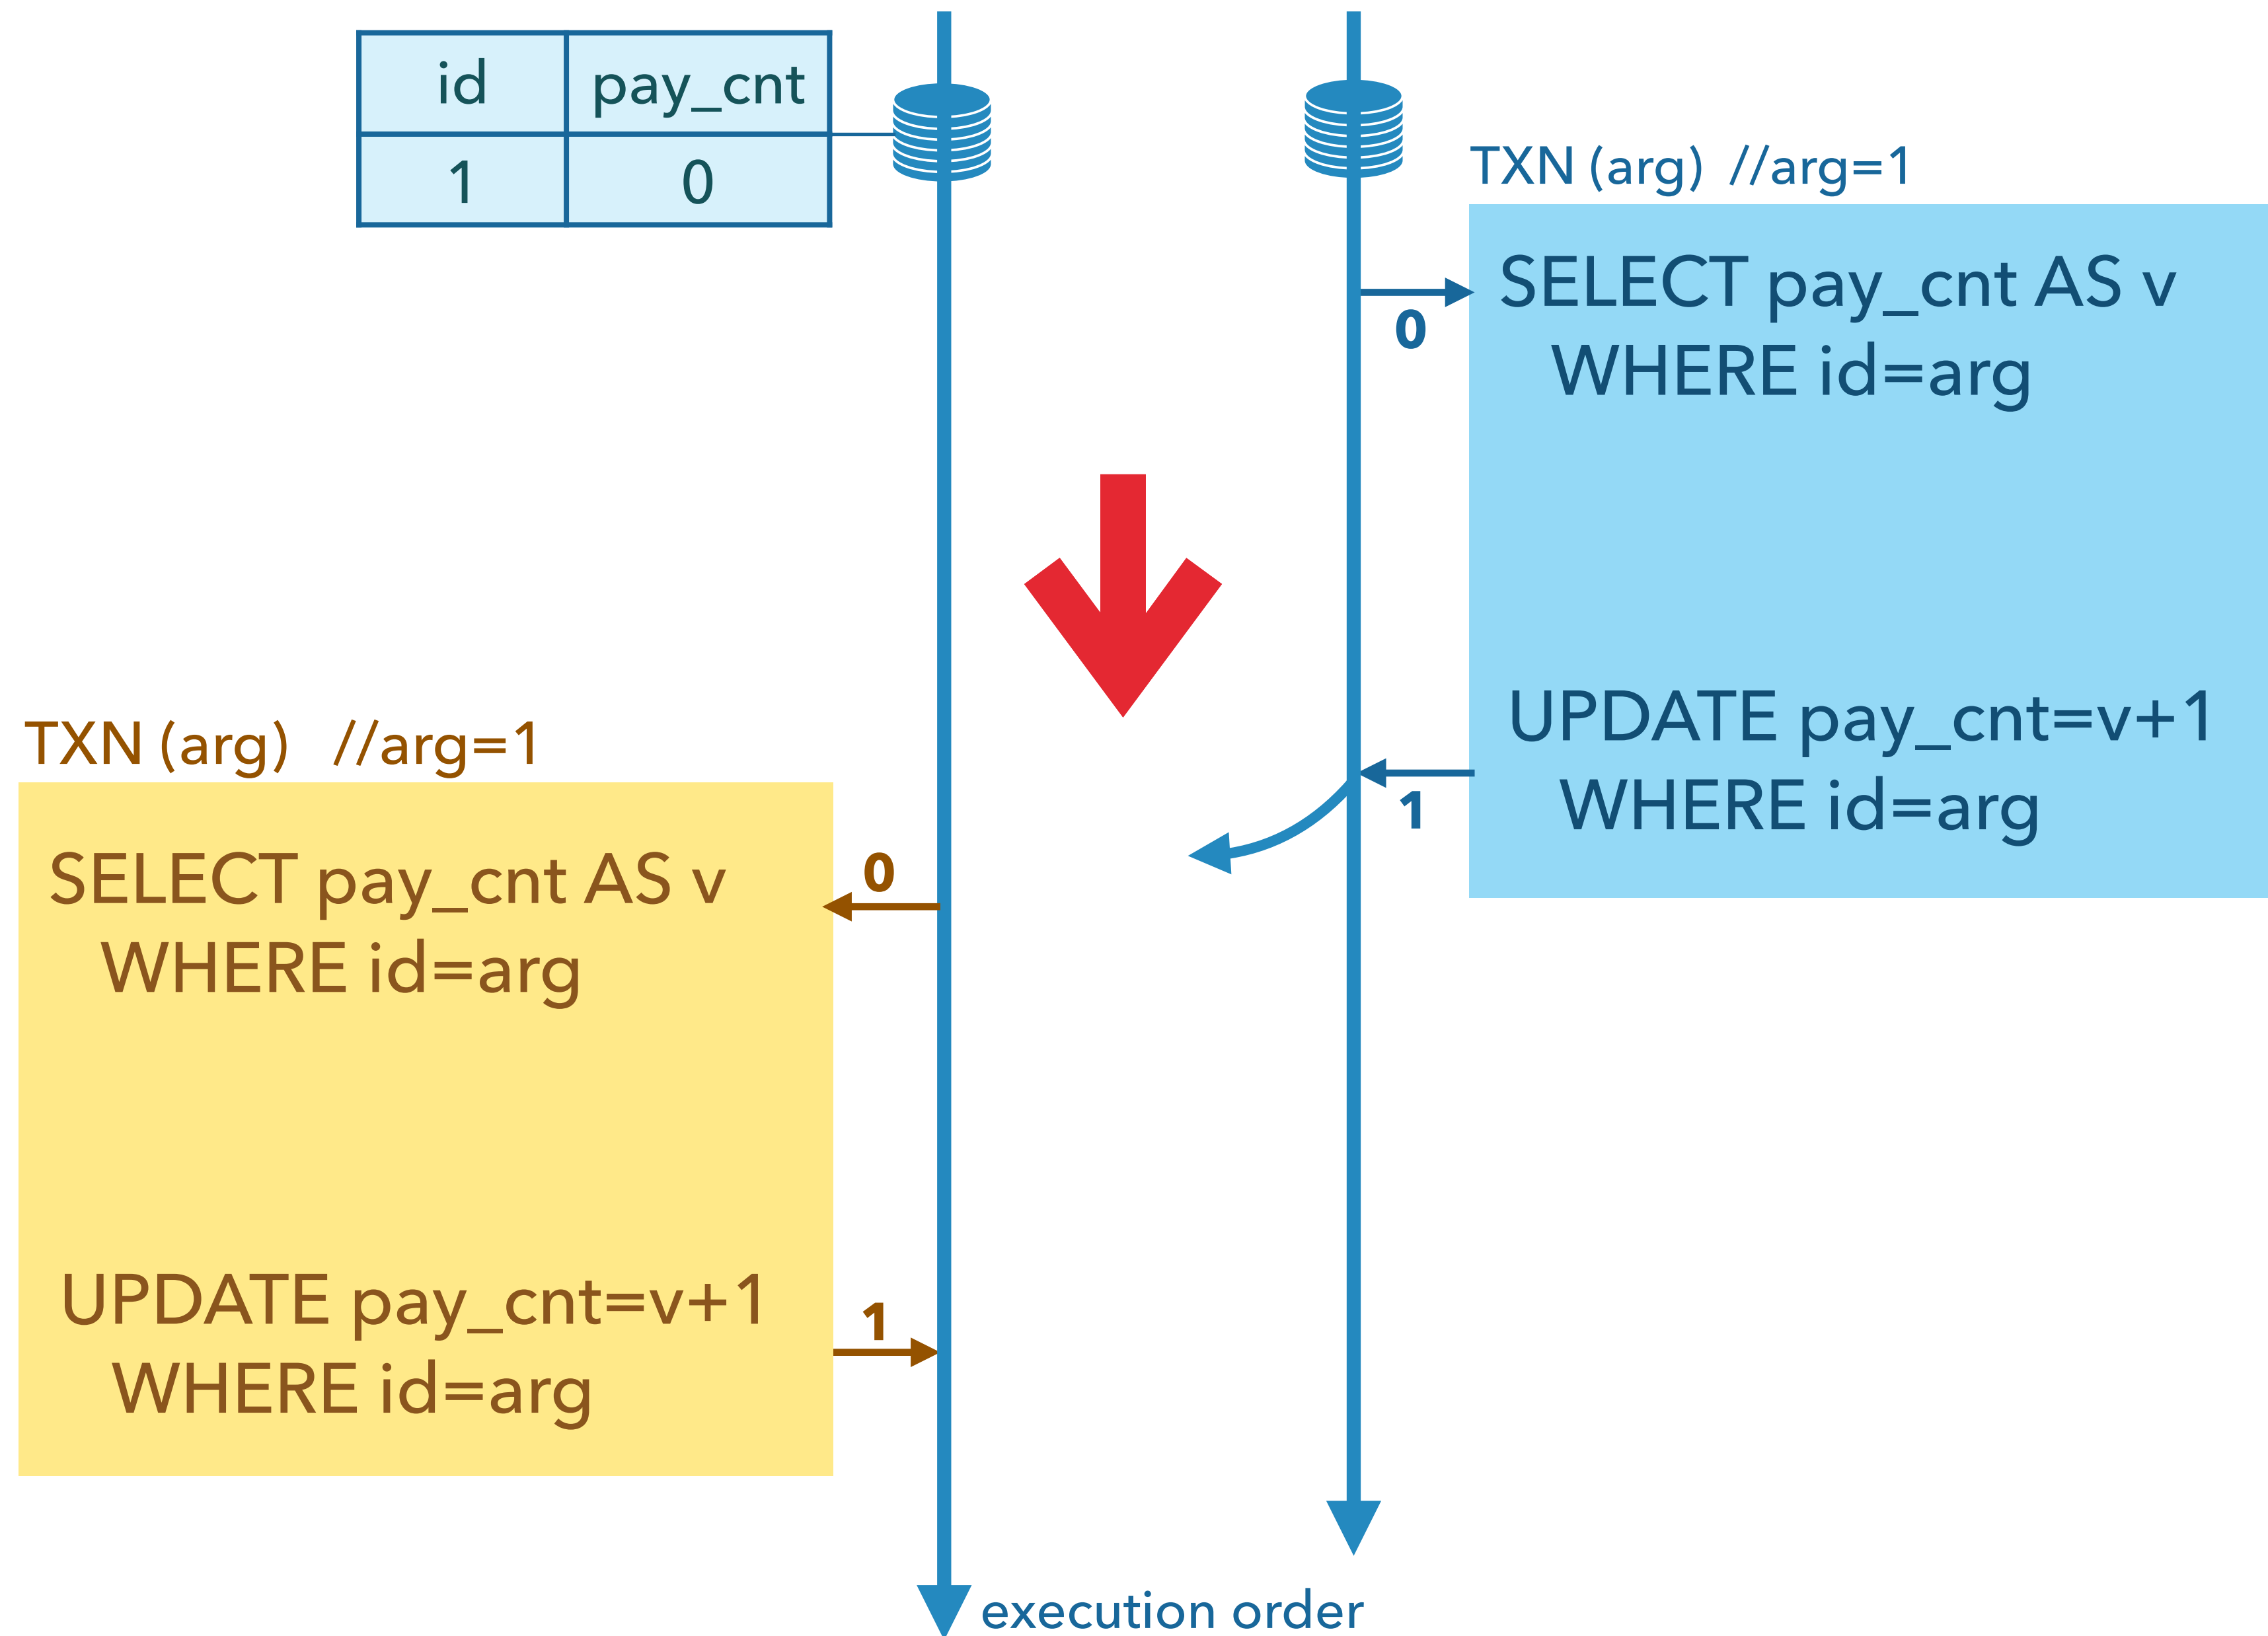 id pay_cnt
1 0
TXN (arg) //arg=1
SELECT pay_cnt AS v
WHERE id=arg
0
UPDATE pay_cnt=v+1
WHERE id=arg
1
TXN (arg) //arg=1
SELECT pay_cnt AS v
WHERE id=arg
0
UPDATE pay_cnt=v+1
WHERE id=arg
1
execution order